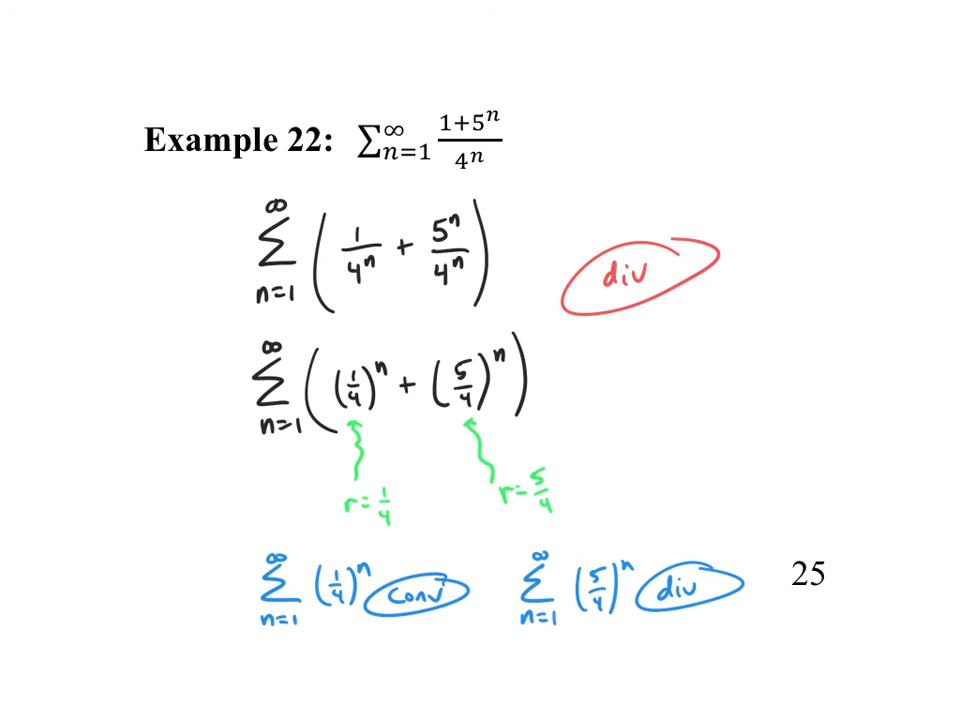 Example 22: ∑_{n=1}^{∞} (1+5^n)/4^n
∑_{n=1}^{∞} (1/4^n + 5^n/4^n)
div
∑_{n=1}^{∞} ((1/4)^n + (5/4)^n)
r=1/4 r=5/4
∑_{n=1}^{∞} (1/4)^n conv ∑_{n=1}^{∞} (5/4)^n div
25